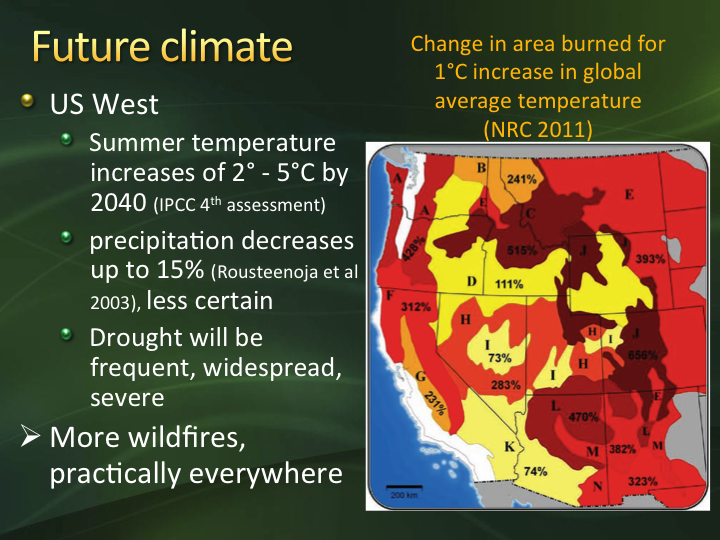 Future climate
US West
Summer temperature
increases of 2° - 5°C by
2040 (IPCC 4th assessment)
precipitation decreases
up to 15% (Rousteenoja et al
2003), less certain
Drought will be
frequent, widespread,
severe
More wildfires,
practically everywhere
Change in area burned for
1°C increase in global
average temperature
(NRC 2011)
A
B
241%
A
E
C
E
428%
515%
J
J
393%
D
111%
F
312%
H
H
I
J
I
73%
656%
H
I
G
231%
283%
E
L
470%
L
K
M
382%
M
74%
N
323%
200 km